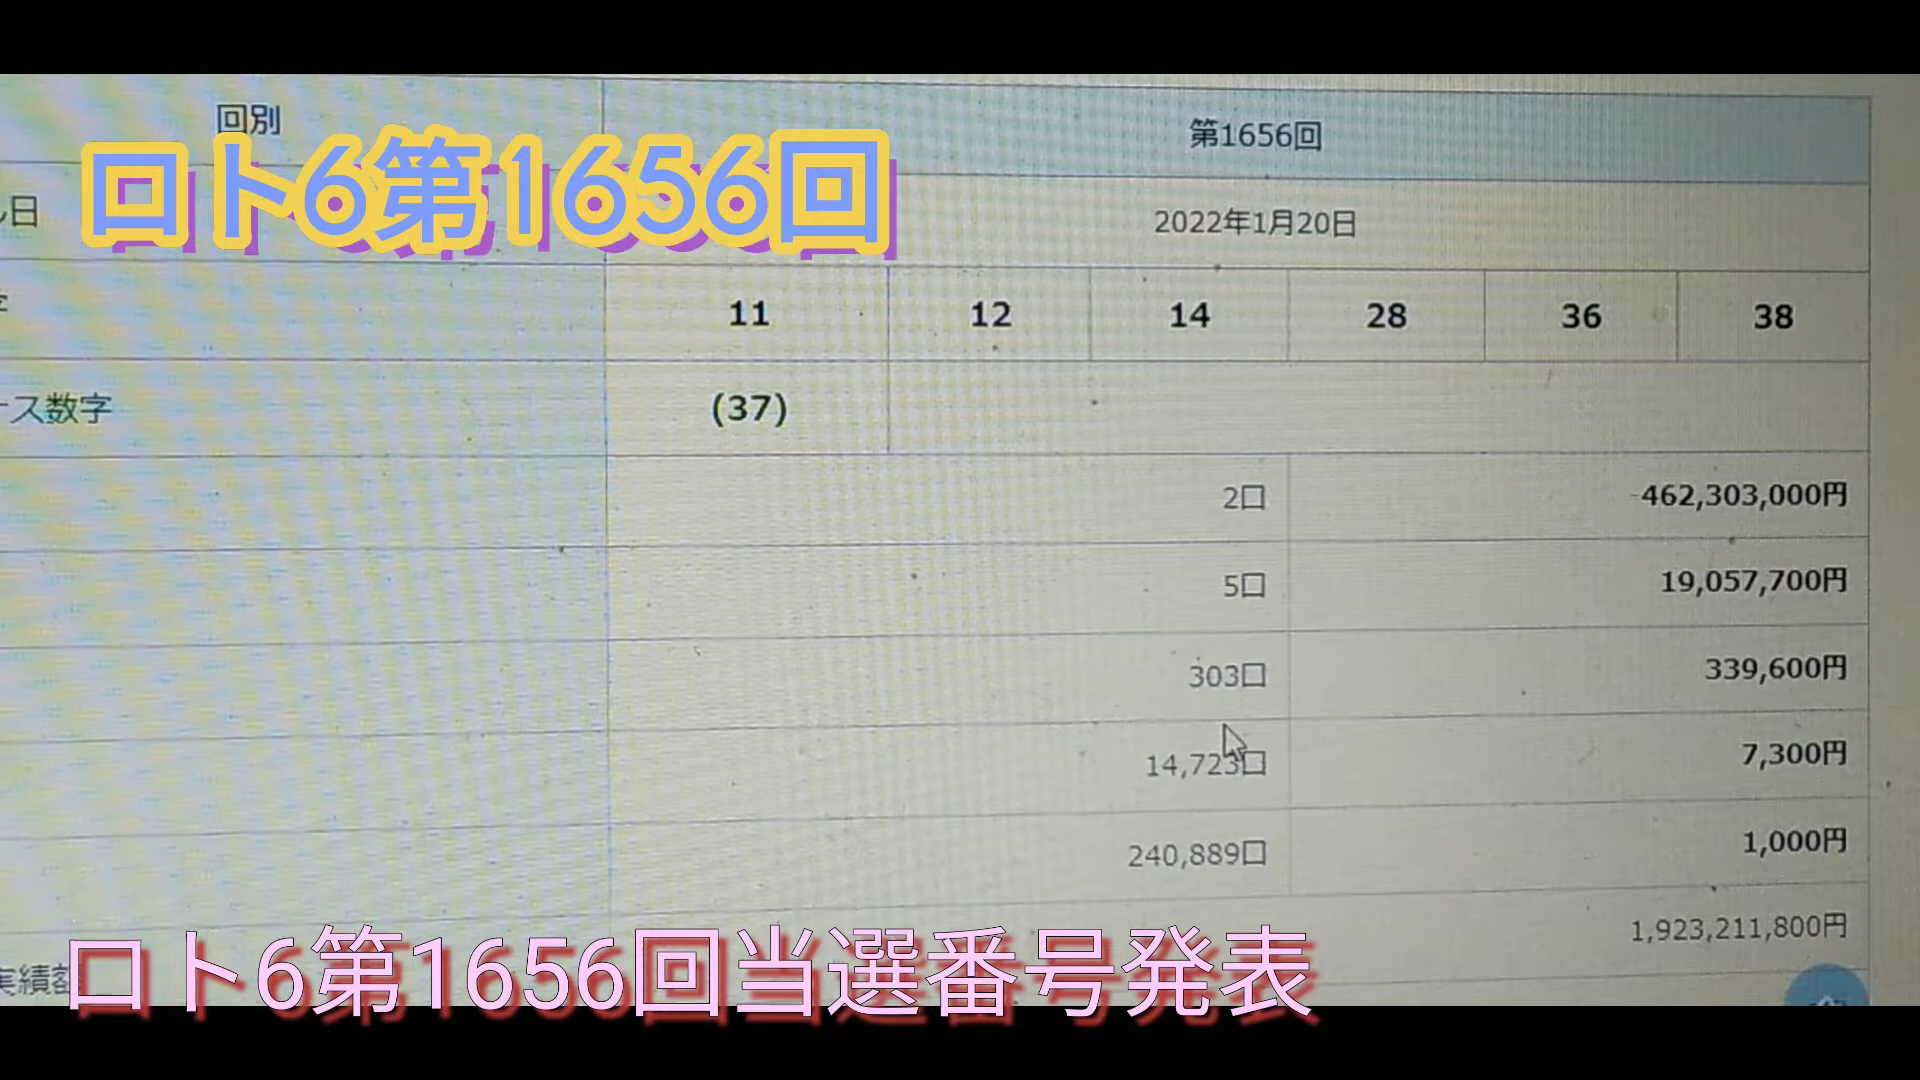 回別 第1656回
ロト6第1656回
日 2022年1月20日
11 12 14 28 36 38
ス数字 (37)
2口 462,303,000円
5口 19,057,700円
303口 339,600円
14,723口 7,300円
240,889口 1,000円
1,923,211,800円
実績額
ロト6第1656回当選番号発表